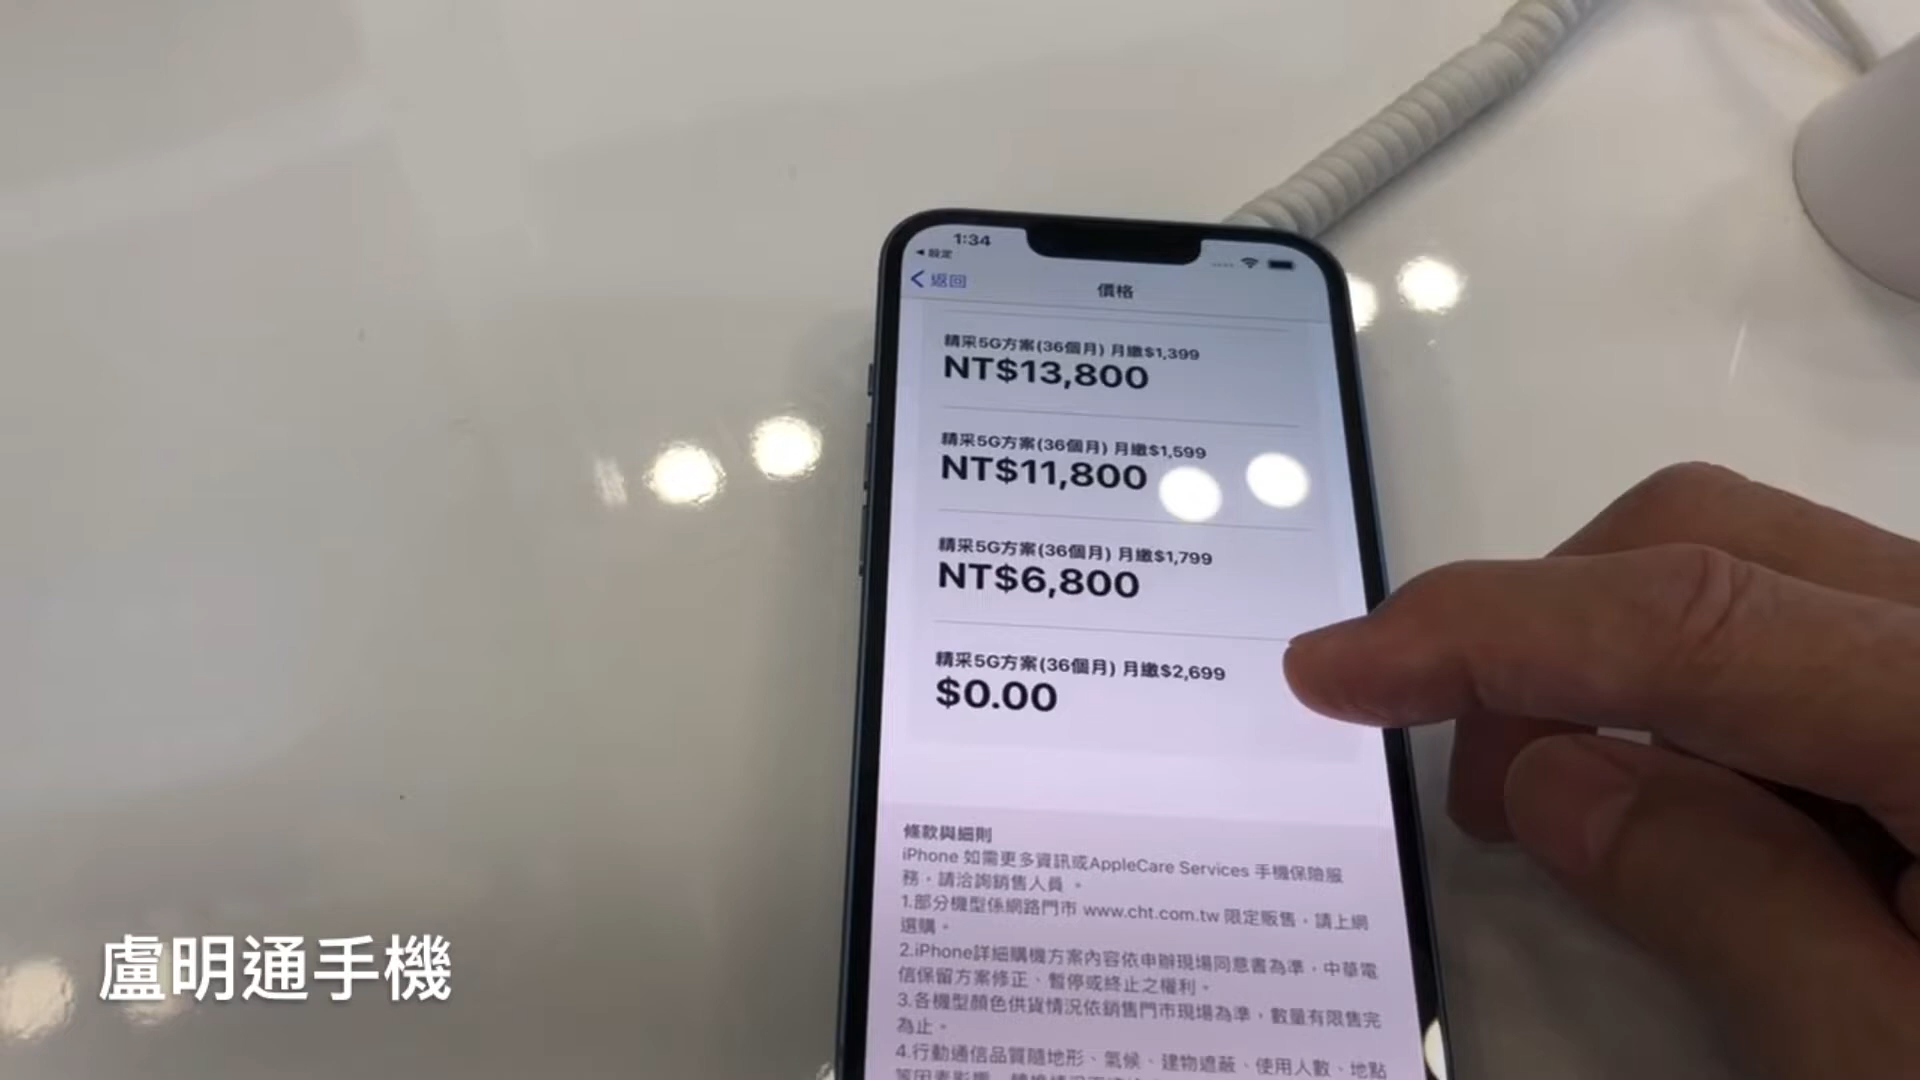 1:34
◀ 設定
返回
價格
精采5G方案(36個月) 月繳$1,399
NT$13,800
精采5G方案(36個月) 月繳$1,599
NT$11,800
精采5G方案(36個月) 月繳$1,799
NT$6,800
精采5G方案(36個月) 月繳$2,699
$0.00
條款與細則
iPhone 如需更多資訊或AppleCare Services 手機保險服
務，請洽詢銷售人員 。
1.部分機型係網路門市 www.cht.com.tw 限定販售，請上網
選購。
2.iPhone詳細購機方案內容依申辦現場同意書為準，中華電
信保留方案修正、暫停或終止之權利。
3.各機型顏色供貨情況依銷售門市現場為準，數量有限售完
為止。
4.行動通信品質隨地形、氣候、建物遮蔽、使用人數、地點
盧明通手機